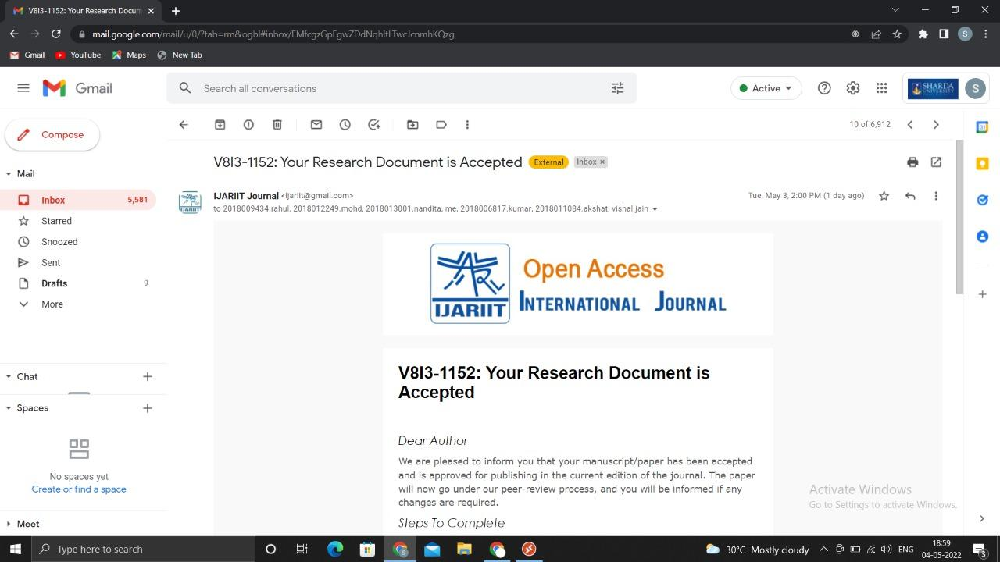 V8I3-1152: Your Research Docum
mail.google.com/mail/u/0/?tab=rm&ogbl#inbox/FMfcgzGpFgwZDdNqhltLTwcJcnmhKQzg
S
Gmail YouTube Maps New Tab
Gmail
Search all conversations
Active
SHARDA
UNIVERSITY
S
Compose
10 of 6,912
31
Mail
V8I3-1152: Your Research Document is Accepted External Inbox ×
Inbox 5,581
IJARIIT Journal <ijariit@gmail.com> Tue, May 3, 2:00 PM (1 day ago)
to 2018009434.rahul, 2018012249.mohd, 2018013001.nandita, me, 2018006817.kumar, 2018011084.akshat, vishal.jain
IJARIIT
Starred
Snoozed
Sent
Drafts 9
More
IJARIIT
Open Access
INTERNATIONAL JOURNAL
Chat
Spaces
No spaces yet
Create or find a space
Meet
V8I3-1152: Your Research Document is
Accepted
Dear Author
We are pleased to inform you that your manuscript/paper has been accepted
and is approved for publishing in the current edition of the journal. The paper
will now go under our peer-review process, and you will be informed if any
changes are required.
Steps To Complete
Activate Windows
Go to Settings to activate Windows.
Type here to search
30°C Mostly cloudy
ENG
18:59
04-05-2022
3